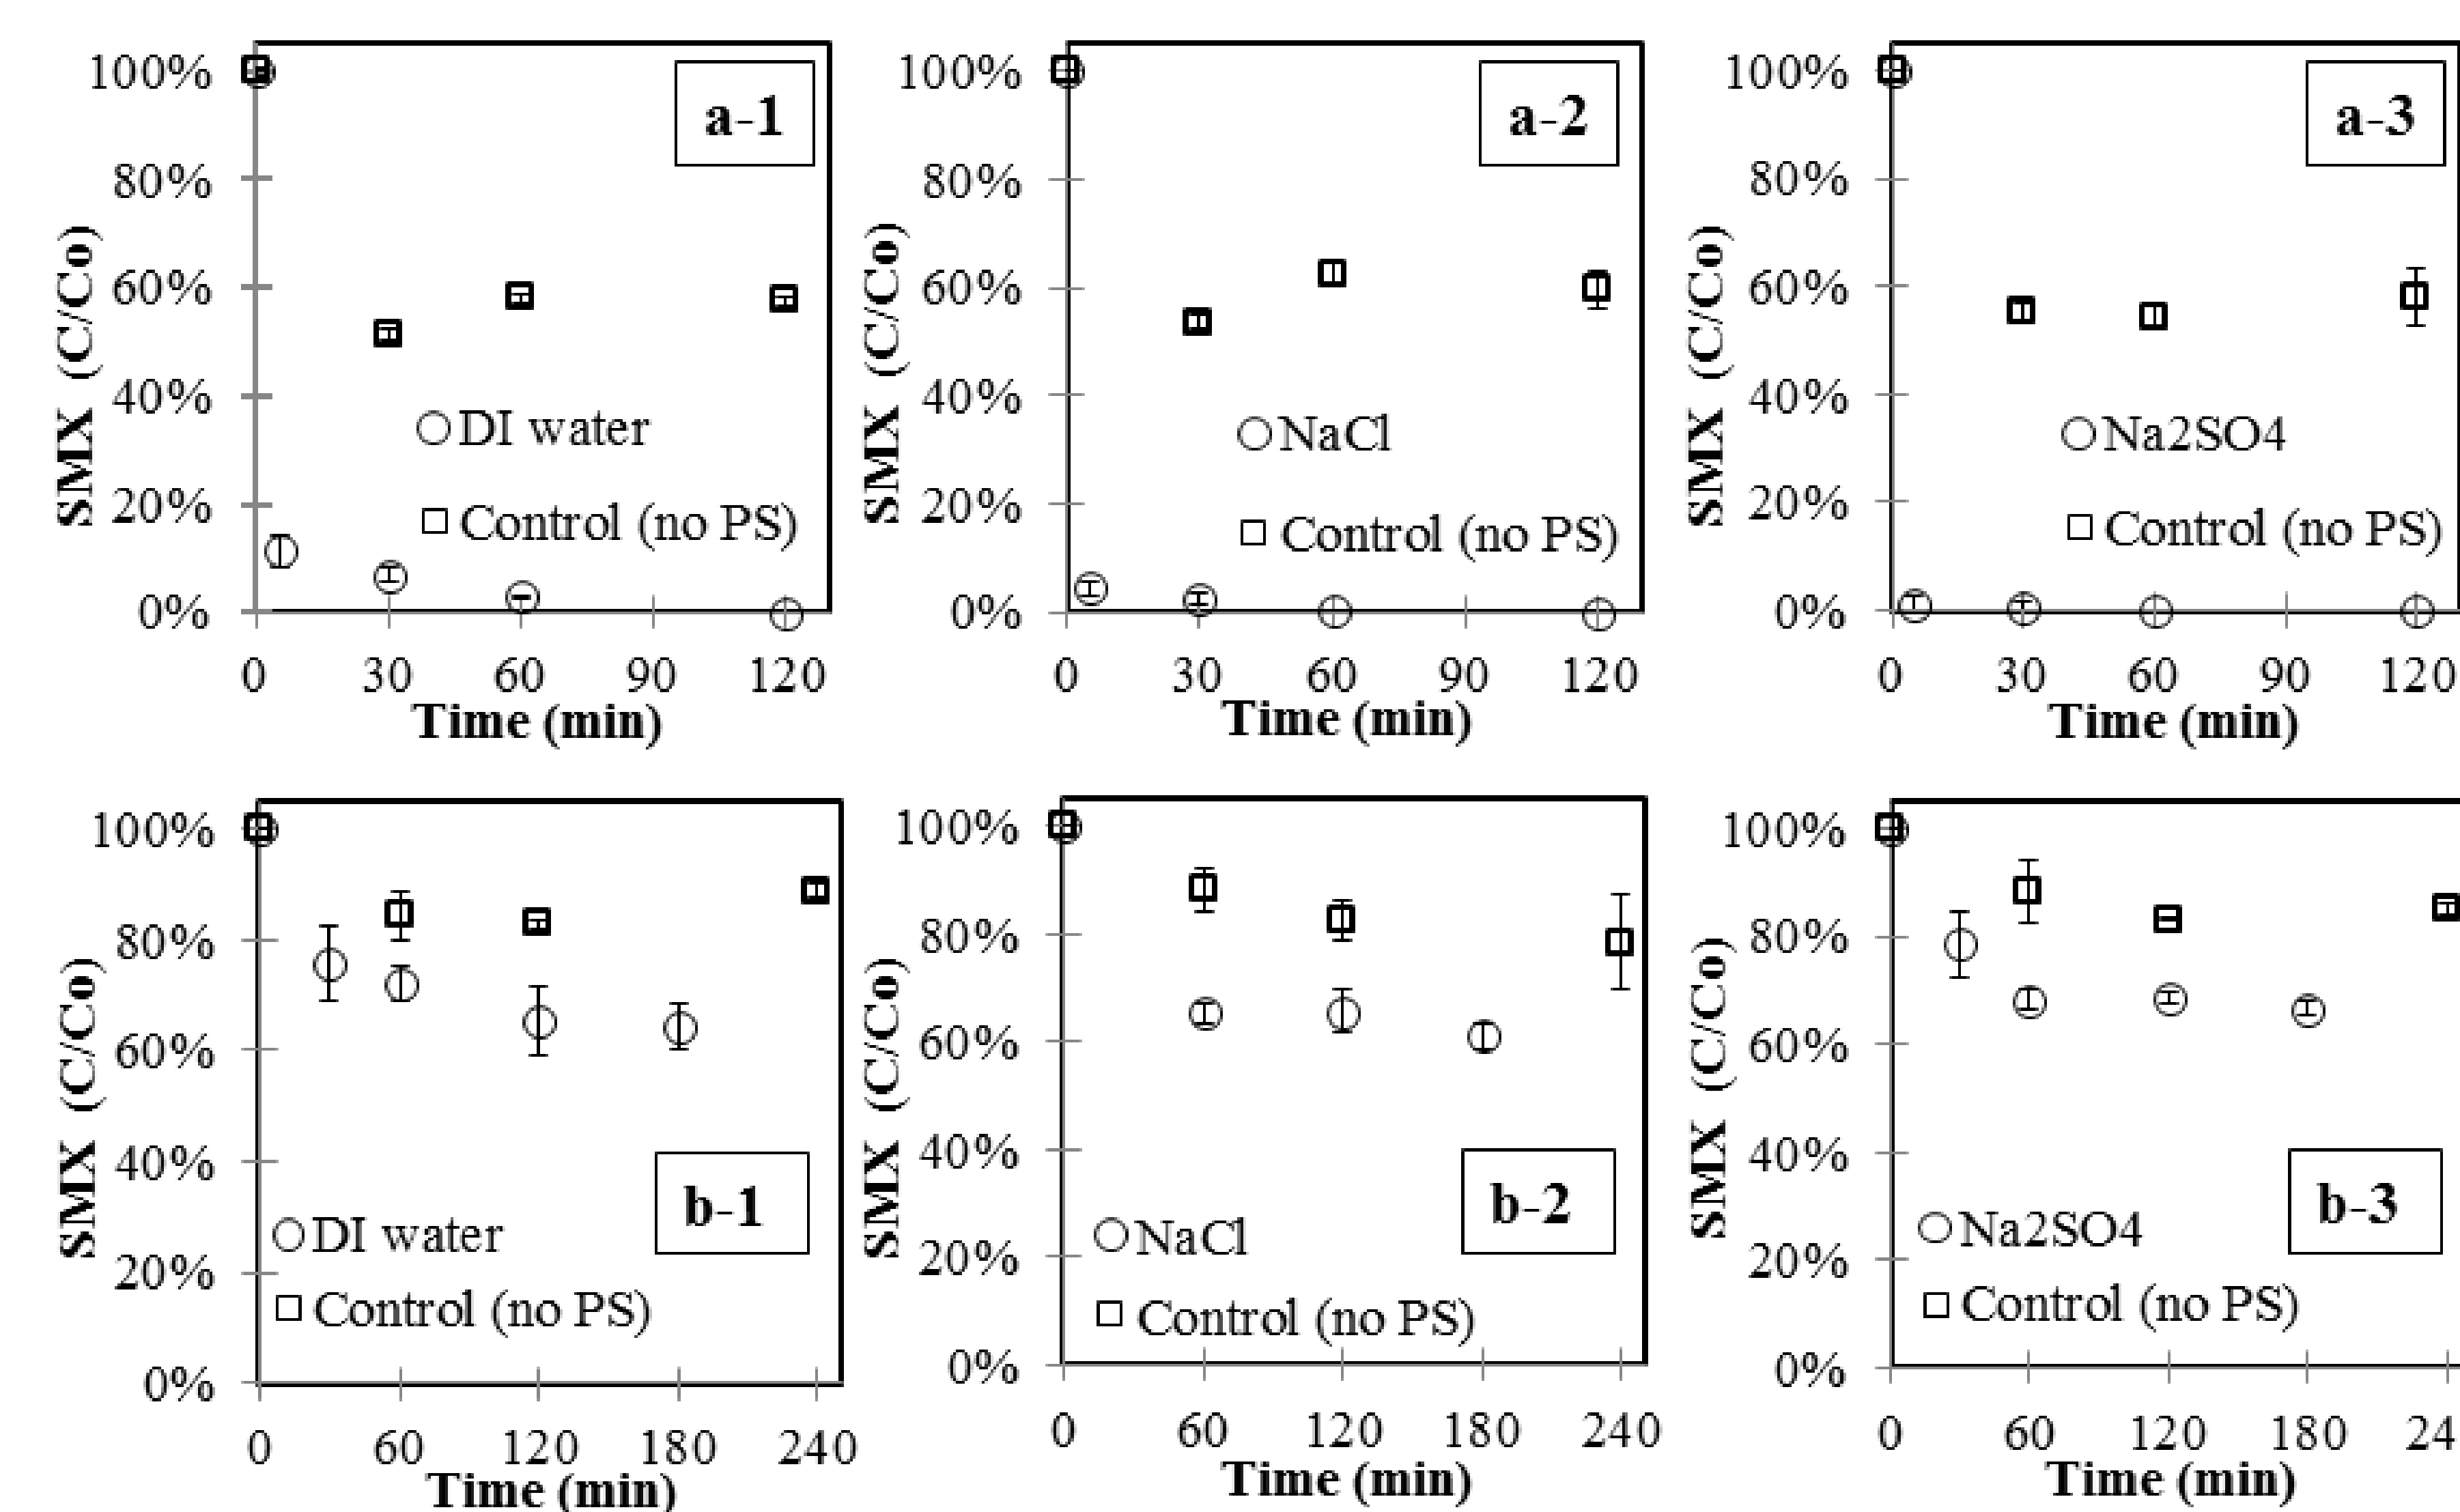 a-1
SMX (C/Co)
100%
80%
60%
40%
20%
0%
DI water
Control (no PS)
0 30 60 90 120
Time (min)
a-2
SMX (C/Co)
100%
80%
60%
40%
20%
0%
NaCl
Control (no PS)
0 30 60 90 120
Time (min)
a-3
SMX (C/Co)
100%
80%
60%
40%
20%
0%
Na2SO4
Control (no PS)
0 30 60 90 120
Time (min)
SMX (C/Co)
100%
80%
60%
40%
20%
0%
b-1
DI water
Control (no PS)
0 60 120 180 240
Time (min)
SMX (C/Co)
100%
80%
60%
40%
20%
0%
b-2
NaCl
Control (no PS)
0 60 120 180 240
Time (min)
SMX (C/Co)
100%
80%
60%
40%
20%
0%
b-3
Na2SO4
Control (no PS)
0 60 120 180 24
Time (min)